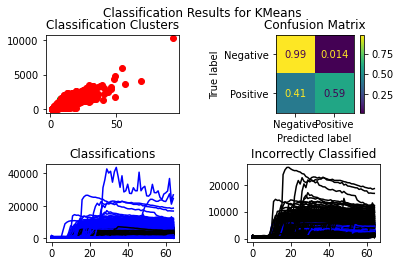 Classification Results for KMeans
Classification Clusters
10000
5000
0
50
Confusion Matrix
True label
Negative
Positive
0.99
0.014
0.41
0.59
Negative
Positive
Predicted label
0.75
0.50
0.25
Classifications
40000
20000
0
0
20
40
60
Incorrectly Classified
20000
10000
0
0
20
40
60